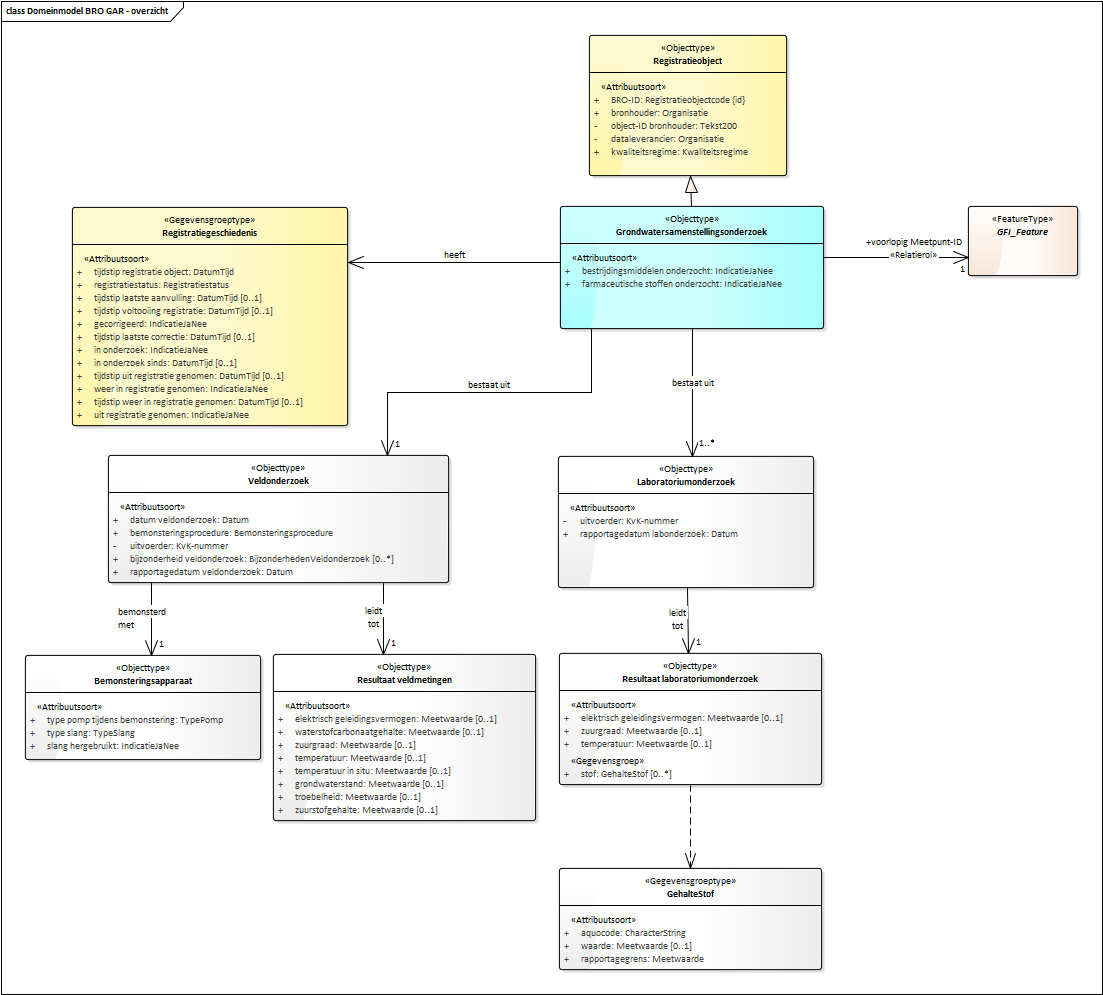 class Domeinmodel BRO GAR - overzicht
«Objecttype»
Registratieobject
«Attribuutsoort»
+ BRO-ID: Registratieobjectcode {id}
+ bronhouder: Organisatie
- object-ID bronhouder: Tekst200
- dataleverancier: Organisatie
+ kwaliteitsregime: Kwaliteitsregime
«Gegevensgroeptype»
Registratiegeschiedenis
«Attribuutsoort»
+ tijdstip registratie object: DatumTijd
+ registratiestatus: Registratiestatus
+ tijdstip laatste aanvulling: DatumTijd [0..1]
+ tijdstip voltooiing registratie: DatumTijd [0..1]
+ gecorrigeerd: IndicatieJaNee
+ tijdstip laatste correctie: DatumTijd [0..1]
+ in onderzoek: IndicatieJaNee
+ in onderzoek sinds: DatumTijd [0..1]
+ tijdstip uit registratie genomen: DatumTijd [0..1]
+ weer in registratie genomen: IndicatieJaNee
+ tijdstip weer in registratie genomen: DatumTijd [0..1]
+ uit registratie genomen: IndicatieJaNee
heeft
«Objecttype»
Grondwatersamenstellingsonderzoek
«Attribuutsoort»
+ bestrijdingsmiddelen onderzocht: IndicatieJaNee
+ farmaceutische stoffen onderzocht: IndicatieJaNee
+voorlopig Meetpunt-ID
«Relatierol»
1
«FeatureType»
GFI_Feature
bestaat uit
1
bestaat uit
1..*
«Objecttype»
Veldonderzoek
«Attribuutsoort»
+ datum veldonderzoek: Datum
+ bemonsteringsprocedure: Bemonsteringsprocedure
- uitvoerder: KvK-nummer
+ bijzonderheid veldonderzoek: BijzonderhedenVeldonderzoek [0..*]
+ rapportagedatum veldonderzoek: Datum
«Objecttype»
Laboratoriumonderzoek
«Attribuutsoort»
- uitvoerder: KvK-nummer
+ rapportagedatum labonderzoek: Datum
bemonsterd
met
1
leidt
tot
1
leidt
tot
1
«Objecttype»
Bemonsteringsapparaat
«Attribuutsoort»
+ type pomp tijdens bemonstering: TypePomp
+ type slang: TypeSlang
+ slang hergebruikt: IndicatieJaNee
«Objecttype»
Resultaat veldmetingen
«Attribuutsoort»
+ elektrisch geleidingsvermogen: Meetwaarde [0..1]
+ waterstofcarbonaatgehalte: Meetwaarde [0..1]
+ zuurgraad: Meetwaarde [0..1]
+ temperatuur: Meetwaarde [0..1]
+ temperatuur in situ: Meetwaarde [0..1]
+ grondwaterstand: Meetwaarde [0..1]
+ troebelheid: Meetwaarde [0..1]
+ zuurstofgehalte: Meetwaarde [0..1]
«Objecttype»
Resultaat laboratoriumonderzoek
«Attribuutsoort»
+ elektrisch geleidingsvermogen: Meetwaarde [0..1]
+ zuurgraad: Meetwaarde [0..1]
+ temperatuur: Meetwaarde [0..1]
«Gegevensgroep»
+ stof: GehalteStof [0..*]
«Gegevensgroeptype»
GehalteStof
«Attribuutsoort»
+ aquocode: CharacterString
+ waarde: Meetwaarde [0..1]
+ rapportagegrens: Meetwaarde